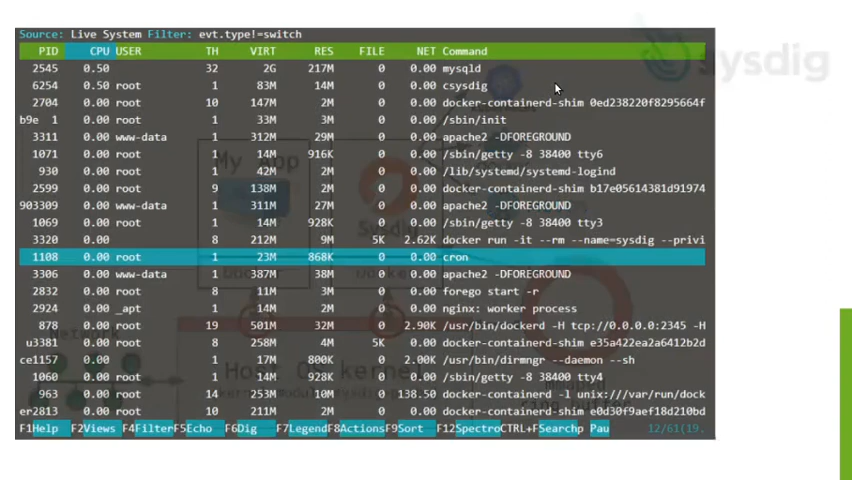 sysdig
Source: Live System Filter: evt.type!=switch
PID CPU USER TH VIRT RES FILE NET Command
2545 0.50 32 2G 217M 0 0.00 mysqld
6254 0.50 root 1 83M 14M 0 0.00 csysdig
2704 0.00 root 10 147M 2M 0 0.00 docker-containerd-shim 0ed238220f8295664f
b9e 1 0.00 root 1 33M 3M 0 0.00 /sbin/init
3311 0.00 www-data 1 312M 29M 0 0.00 apache2 -DFOREGROUND
1071 0.00 root 1 14M 916K 0 0.00 /sbin/getty -8 38400 tty6
930 0.00 root 1 42M 2M 0 0.00 /lib/systemd/systemd-logind
2599 0.00 root 9 138M 2M 0 0.00 docker-containerd-shim b17e05614381d91974
903309 0.00 www-data 1 311M 27M 0 0.00 apache2 -DFOREGROUND
1069 0.00 root 1 14M 928K 0 0.00 /sbin/getty -8 38400 tty3
3320 0.00 8 212M 9M 5K 2.62K docker run -it --rm --name=sysdig --privi
1108 0.00 root 1 23M 868K 0 0.00 cron
3306 0.00 www-data 1 387M 38M 0 0.00 apache2 -DFOREGROUND
2832 0.00 root 8 11M 3M 0 0.00 forego start -r
2924 0.00 _apt 1 14M 2M 0 0.00 nginx: worker process
878 0.00 root 19 501M 32M 0 2.90K /usr/bin/dockerd -H tcp://0.0.0.0:2345 -H
u3381 0.00 root 8 258M 4M 5K 0.00 docker-containerd-shim e35a422ea2a6412b2d
ce1157 0.00 1 17M 800K 0 2.00K /usr/bin/dirmngr --daemon --sh
1060 0.00 root 1 14M 928K 0 0.00 /sbin/getty -8 38400 tty4
963 0.00 root 14 253M 10M 0 138.50 docker-containerd -l unix:///var/run/dock
er2813 0.00 root 10 211M 2M 0 0.00 docker-containerd-shim e0d30f9aef18d210bd
F1Help F2Views F4FilterF5Echo F6Dig F7LegendF8ActionsF9Sort F12SpectroCTRL+FSearchp Pau 12/61(19.
My App
Sysdig
Docker
Network
Host OS kernel